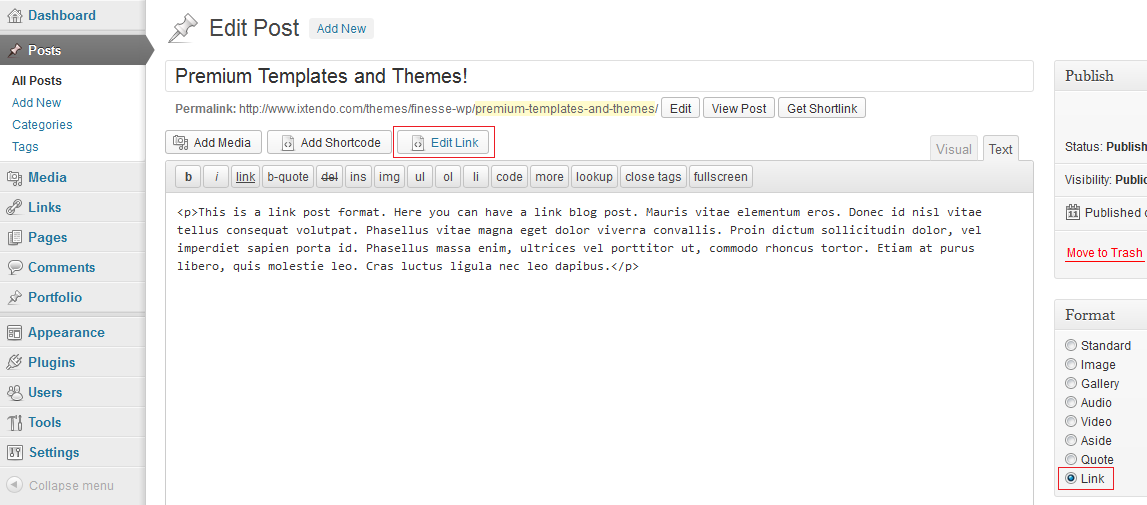 Dashboard
Posts
All Posts
Add New
Categories
Tags
Media
Links
Pages
Comments
Portfolio
Appearance
Plugins
Users
Tools
Settings
Collapse menu
Edit Post Add New
Premium Templates and Themes!
Permalink: http://www.ixtendo.com/themes/finesse-wp/premium-templates-and-themes/ Edit View Post Get Shortlink
Add Media Add Shortcode Edit Link
Visual Text
b i link b-quote del ins img ul ol li code more lookup close tags fullscreen
<p>This is a link post format. Here you can have a link blog post. Mauris vitae elementum eros. Donec id nisl vitae
tellus consequat volutpat. Phasellus vitae magna eget dolor viverra convallis. Proin dictum sollicitudin dolor, vel
imperdiet sapien porta id. Phasellus massa enim, ultrices vel porttitor ut, commodo rhoncus tortor. Etiam at purus
libero, quis molestie leo. Cras luctus ligula nec leo dapibus.</p>
Publish
Status: Publish
Visibility: Public
11 Published o
Move to Trash
Format
Standard
Image
Gallery
Audio
Video
Aside
Quote
Link